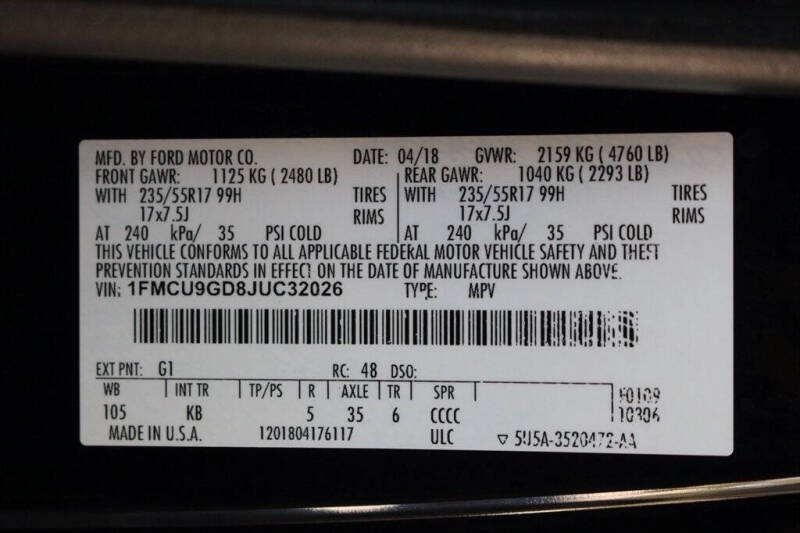 MFD. BY FORD MOTOR CO. DATE: 04/18 GVWR: 2159 KG ( 4760 LB)
FRONT GAWR: 1125 KG ( 2480 LB) REAR GAWR: 1040 KG ( 2293 LB)
WITH 235/55R17 99H TIRES WITH 235/55R17 99H TIRES
17x7.5J RIMS 17x7.5J RIMS
AT 240 kPa/ 35 PSI COLD AT 240 kPa/ 35 PSI COLD
THIS VEHICLE CONFORMS TO ALL APPLICABLE FEDERAL MOTOR VEHICLE SAFETY AND THEFT
PREVENTION STANDARDS IN EFFECT ON THE DATE OF MANUFACTURE SHOWN ABOVE.
VIN: 1FMCU9GD8JUC32026 TYPE: MPV
EXT PNT: G1 RC: 48 DSO:
WB INT TR TP/PS R AXLE TR SPR F0109
105 KB 5 35 6 CCCC 10306
MADE IN U.S.A. 1201804176117 ULC ▽ 5U5A-3520472-AA